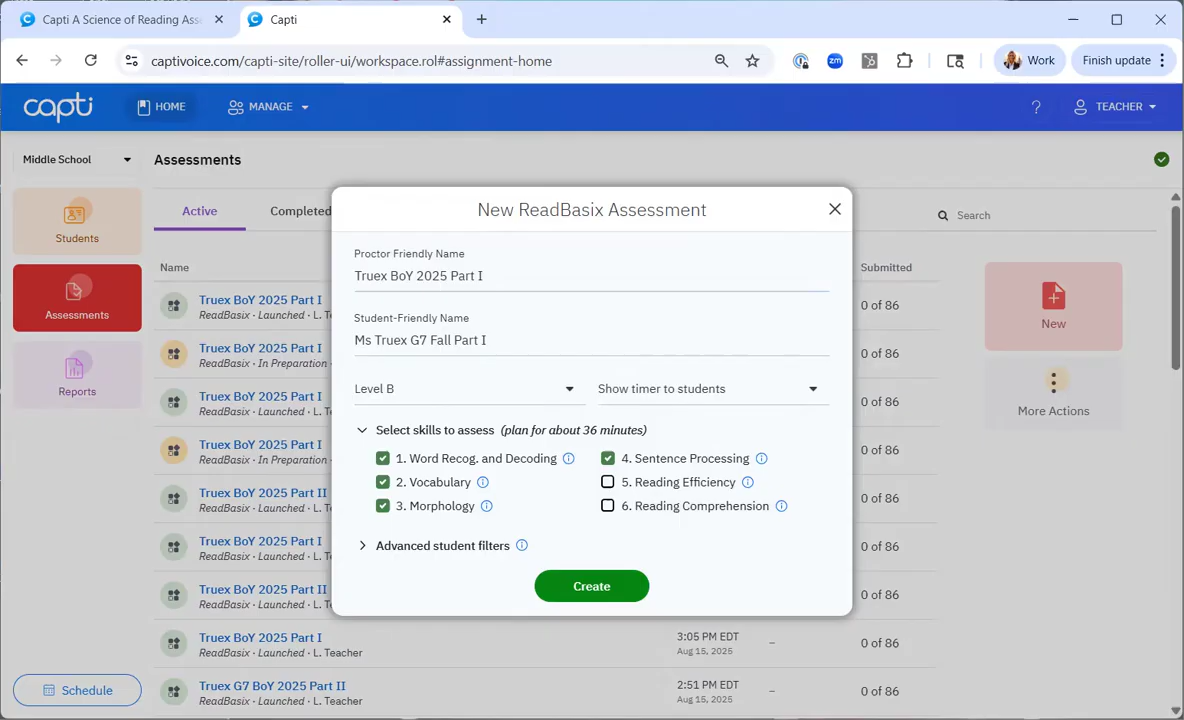 Capti A Science of Reading Ass
Capti
captivoice.com/capti-site/roller-ui/workspace.rol#assignment-home
zm
Work
Finish update
capti
HOME
MANAGE
?
TEACHER
Middle School
Assessments
Students
Assessments
Reports
Schedule
Active
Completed
Search
Name
Submitted
Truex BoY 2025 Part I
ReadBasix · Launched · L. T
0 of 86
Truex BoY 2025 Part I
ReadBasix · In Preparation
0 of 86
Truex BoY 2025 Part I
ReadBasix · Launched · L.
0 of 86
Truex BoY 2025 Part I
ReadBasix · In Preparation
0 of 86
Truex BoY 2025 Part II
ReadBasix · Launched · L.
0 of 86
Truex BoY 2025 Part I
ReadBasix · Launched · L.
0 of 86
Truex BoY 2025 Part II
ReadBasix · Launched · L.
0 of 86
Truex BoY 2025 Part I
ReadBasix · Launched · L. Teacher
3:05 PM EDT
Aug 15, 2025
–
0 of 86
Truex G7 BoY 2025 Part II
ReadBasix · Launched · L. Teacher
2:51 PM EDT
Aug 15, 2025
–
0 of 86
New
More Actions
New ReadBasix Assessment
Proctor Friendly Name
Truex BoY 2025 Part I
Student-Friendly Name
Ms Truex G7 Fall Part I
Level B
Show timer to students
Select skills to assess (plan for about 36 minutes)
1. Word Recog. and Decoding
2. Vocabulary
3. Morphology
4. Sentence Processing
5. Reading Efficiency
6. Reading Comprehension
Advanced student filters
Create